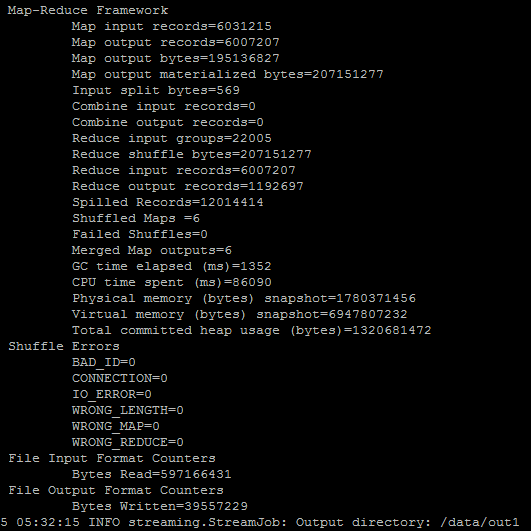 Map-Reduce Framework
Map input records=6031215
Map output records=6007207
Map output bytes=195136827
Map output materialized bytes=207151277
Input split bytes=569
Combine input records=0
Combine output records=0
Reduce input groups=22005
Reduce shuffle bytes=207151277
Reduce input records=6007207
Reduce output records=1192697
Spilled Records=12014414
Shuffled Maps =6
Failed Shuffles=0
Merged Map outputs=6
GC time elapsed (ms)=1352
CPU time spent (ms)=86090
Physical memory (bytes) snapshot=1780371456
Virtual memory (bytes) snapshot=6947807232
Total committed heap usage (bytes)=1320681472
Shuffle Errors
BAD_ID=0
CONNECTION=0
IO_ERROR=0
WRONG_LENGTH=0
WRONG_MAP=0
WRONG_REDUCE=0
File Input Format Counters
Bytes Read=597166431
File Output Format Counters
Bytes Written=39557229
5 05:32:15 INFO streaming.StreamJob: Output directory: /data/out1